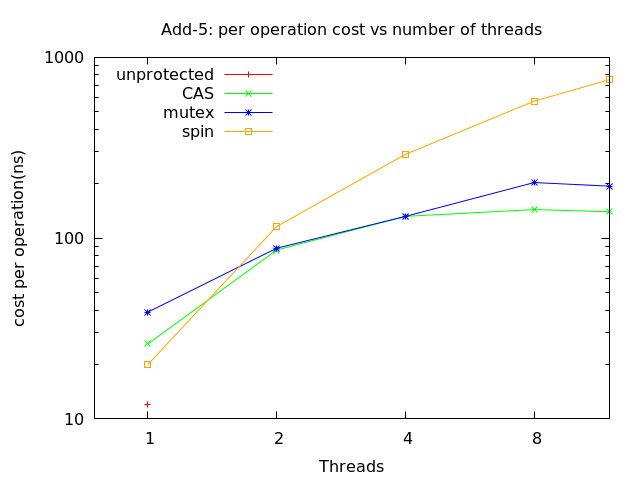 Add-5: per operation cost vs number of threads
1000
100
10
cost per operation(ns)
unprotected
CAS
mutex
spin
1 2 4 8
Threads